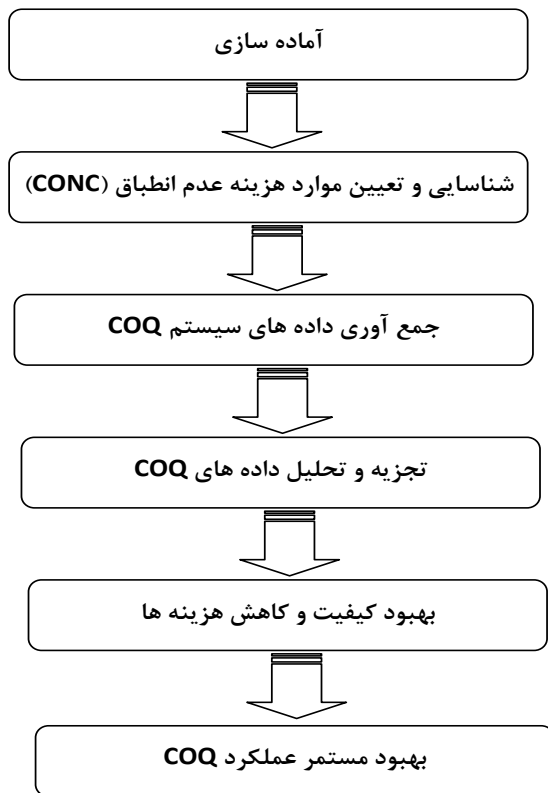 آماده سازی
شناسایی و تعیین موارد هزینه عدم انطباق (CONC)
جمع آوری داده های سیستم COQ
تجزیه و تحلیل داده های COQ
بهبود کیفیت و کاهش هزینه ها
بهبود مستمر عملکرد COQ